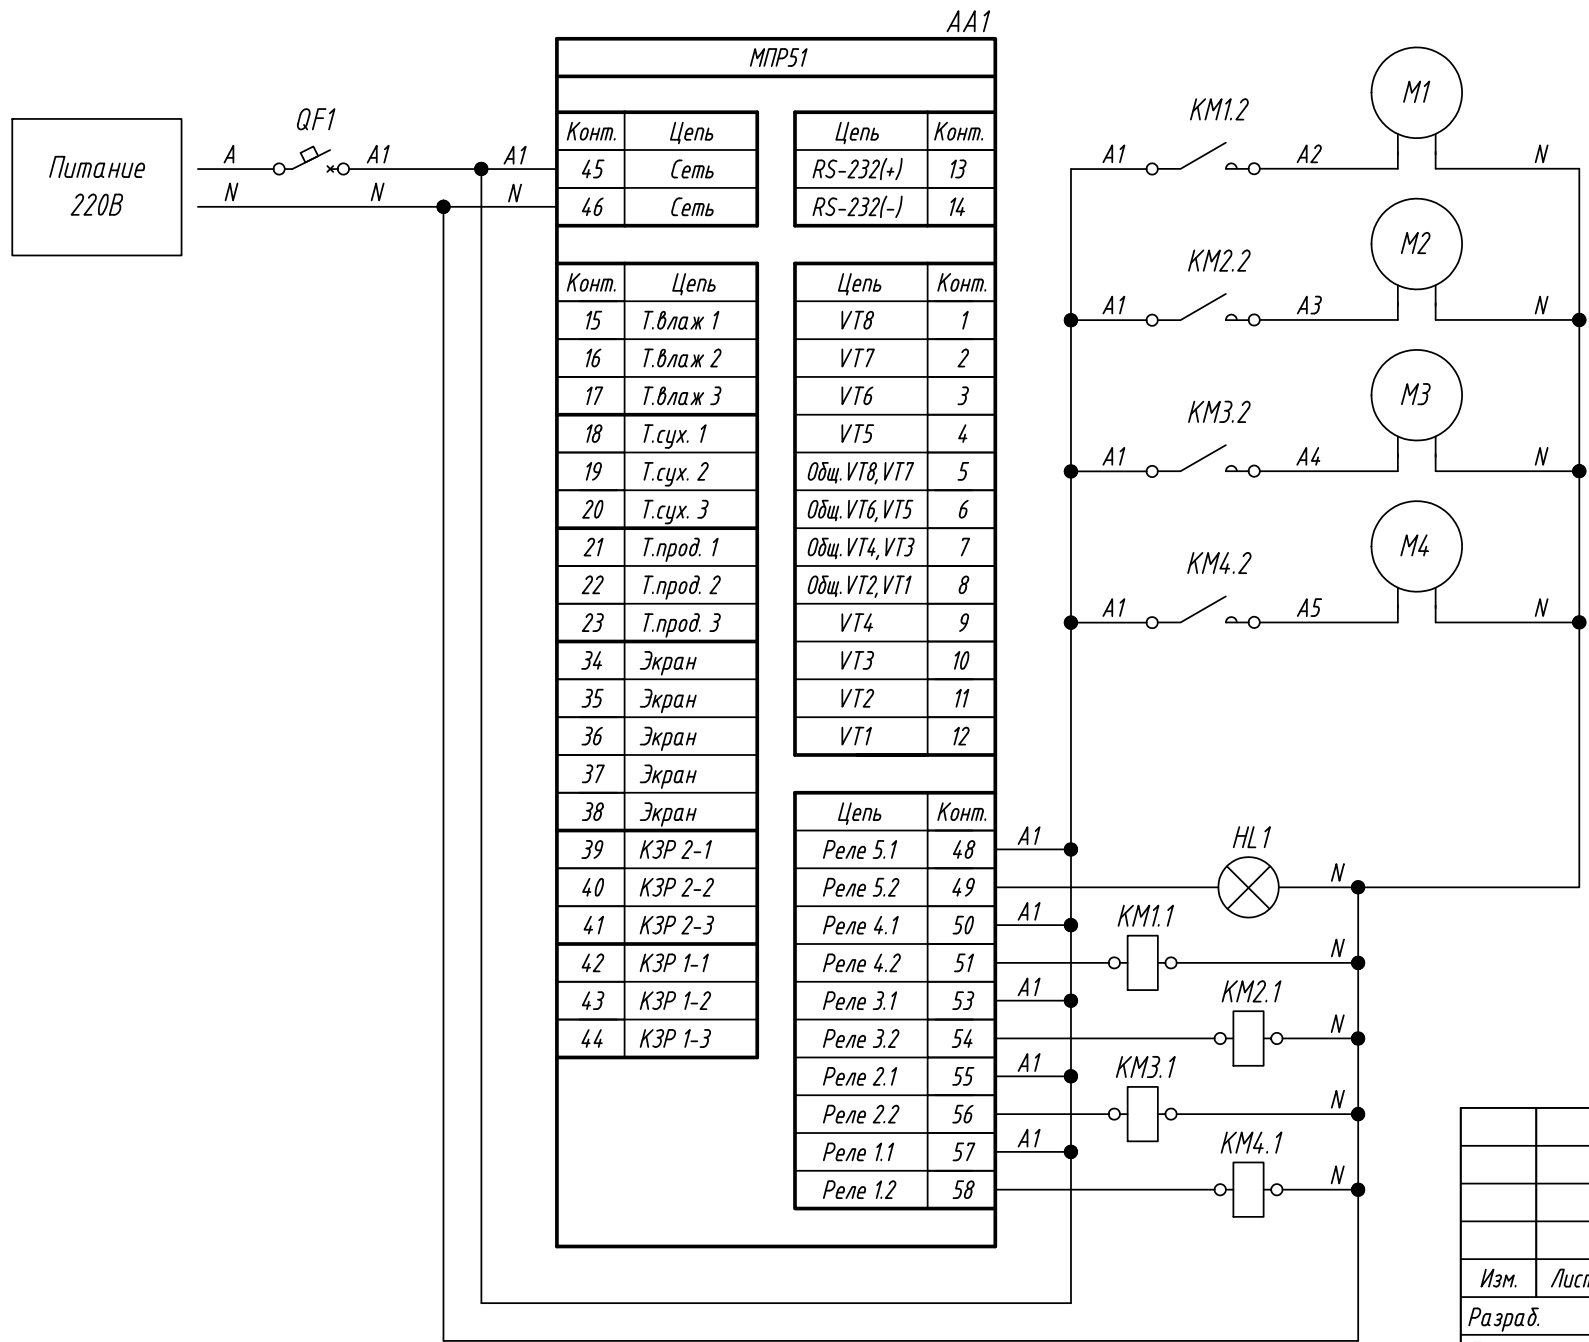 AA1
МПР51
Питание
220В
A
QF1
A1
A1
N
N
N
Конт. Цепь
45 Сеть
46 Сеть
Цепь Конт.
RS-232(+) 13
RS-232(-) 14
Конт. Цепь
15 Т.влаж 1
16 Т.влаж 2
17 Т.влаж 3
18 Т.сух. 1
19 Т.сух. 2
20 Т.сух. 3
21 Т.прод. 1
22 Т.прод. 2
23 Т.прод. 3
34 Экран
35 Экран
36 Экран
37 Экран
38 Экран
39 КЗР 2-1
40 КЗР 2-2
41 КЗР 2-3
42 КЗР 1-1
43 КЗР 1-2
44 КЗР 1-3
Цепь Конт.
VT8 1
VT7 2
VT6 3
VT5 4
Общ.VT8,VT7 5
Общ.VT6,VT5 6
Общ.VT4,VT3 7
Общ.VT2,VT1 8
VT4 9
VT3 10
VT2 11
VT1 12
Цепь Конт.
Реле 5.1 48
Реле 5.2 49
Реле 4.1 50
Реле 4.2 51
Реле 3.1 53
Реле 3.2 54
Реле 2.1 55
Реле 2.2 56
Реле 1.1 57
Реле 1.2 58
A1 KM1.2 A2 M1 N
A1 KM2.2 A3 M2 N
A1 KM3.2 A4 M3 N
A1 KM4.2 A5 M4 N
A1
HL1 N
A1
KM1.1 N
A1
KM2.1 N
A1
KM3.1 N
A1
KM4.1 N
Изм. Лист
Разраб.